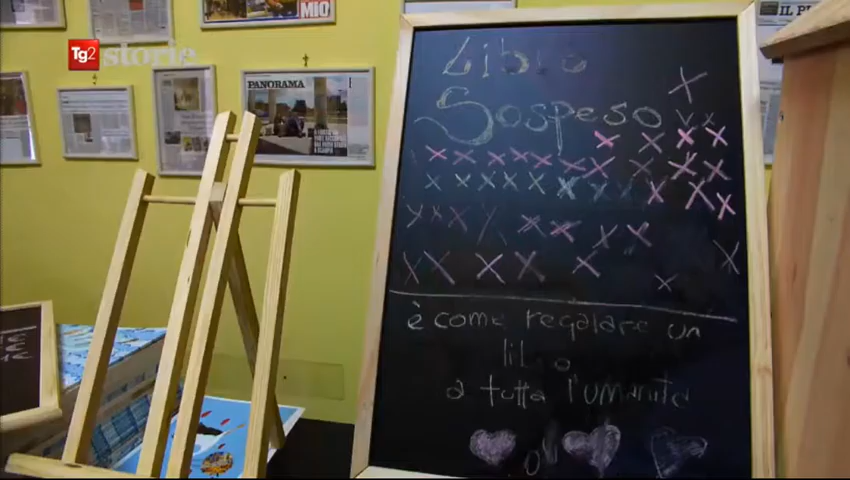 Tg2 storie
MIO
IL P
PANORAMA
Libro
Sospeso
è come regalare un
libro
a tutta l'umanità